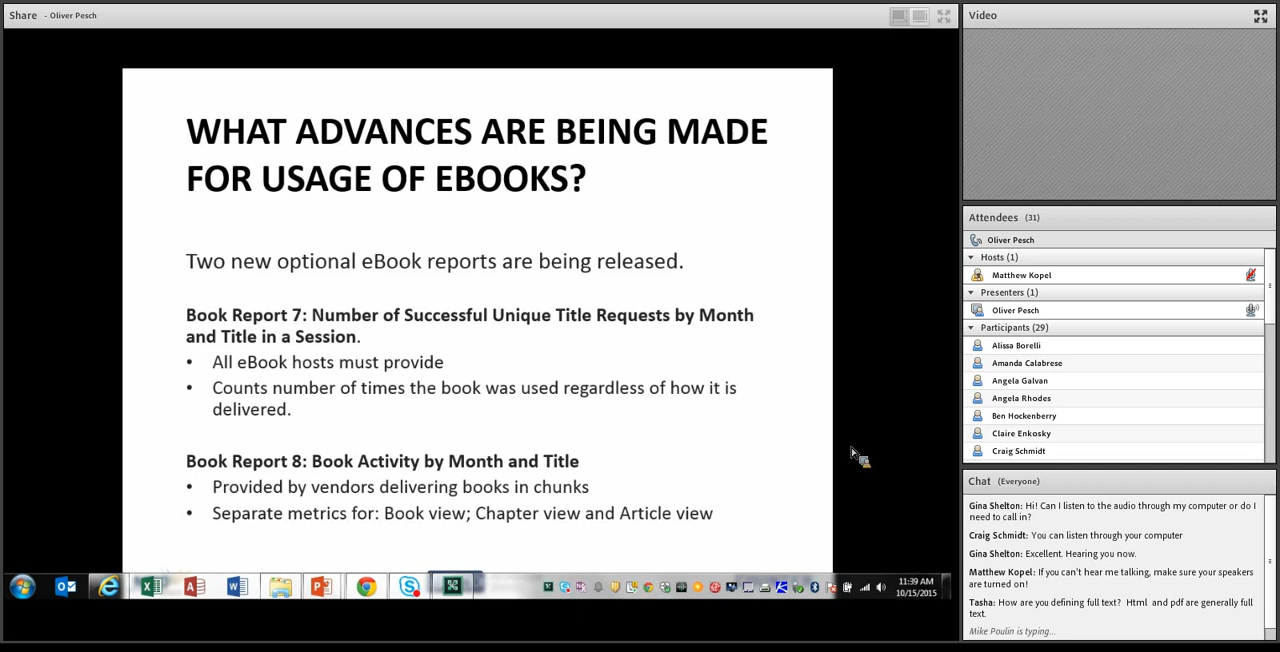 Share - Oliver Pesch
WHAT ADVANCES ARE BEING MADE
FOR USAGE OF EBOOKS?
Two new optional eBook reports are being released.
Book Report 7: Number of Successful Unique Title Requests by Month
and Title in a Session.
• All eBook hosts must provide
• Counts number of times the book was used regardless of how it is
delivered.
Book Report 8: Book Activity by Month and Title
• Provided by vendors delivering books in chunks
• Separate metrics for: Book view; Chapter view and Article view
11:39 AM
10/15/2015
Video
Attendees (31)
Oliver Pesch
Hosts (1)
Matthew Kopel
Presenters (1)
Oliver Pesch
Participants (29)
Alissa Borelli
Amanda Calabrese
Angela Galvan
Angela Rhodes
Ben Hockenberry
Claire Enkosky
Craig Schmidt
Chat (Everyone)
Gina Shelton: Hi! Can I listen to the audio through my computer or do I
need to call in?
Craig Schmidt: You can listen through your computer
Gina Shelton: Excellent. Hearing you now.
Matthew Kopel: If you can't hear me talking, make sure your speakers
are turned on!
Tasha: How are you defining full text? Html and pdf are generally full
text.
Mike Poulin is typing...